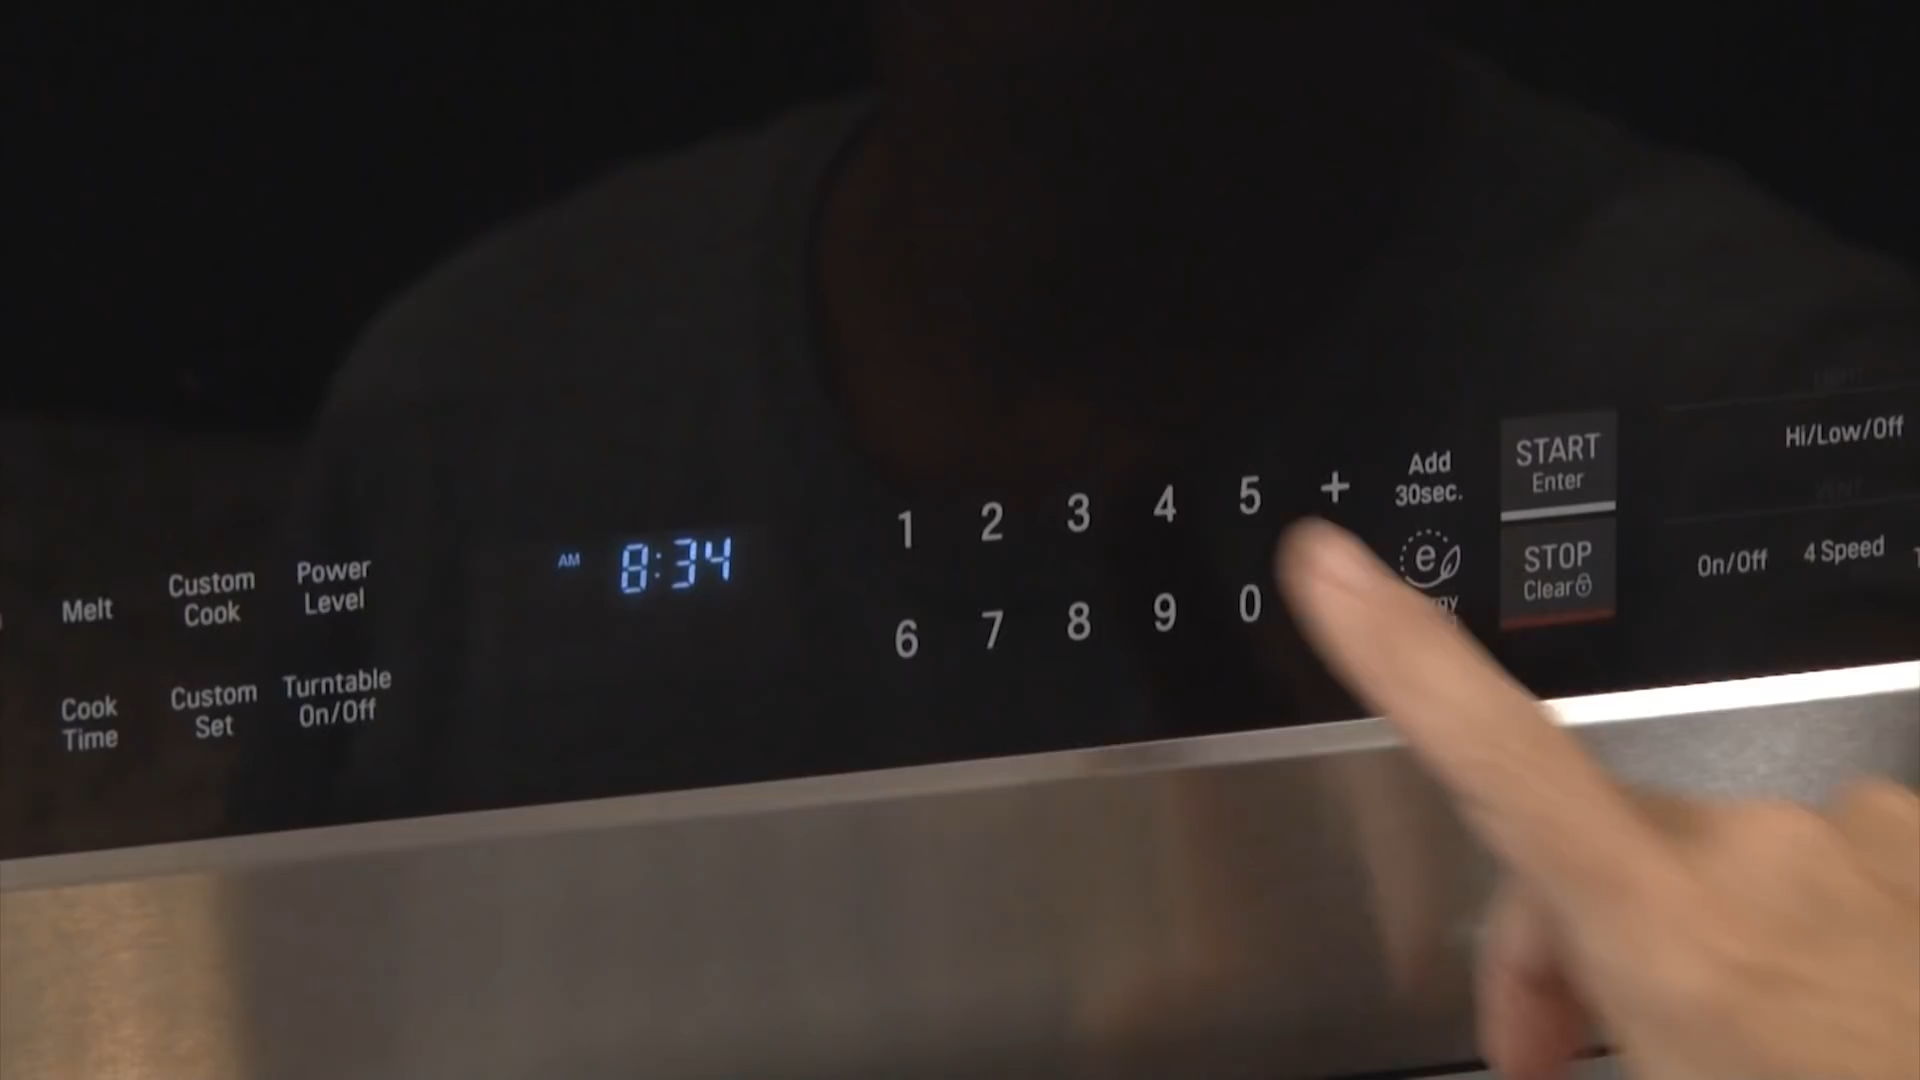 Melt
Custom
Cook
Power
Level
Cook
Time
Custom
Set
Turntable
On/Off
AM 8:34
1 2 3 4 5 +
6 7 8 9 0
Add
30sec.
e
START
Enter
STOP
Clear
Hi/Low/Off
On/Off 4 Speed